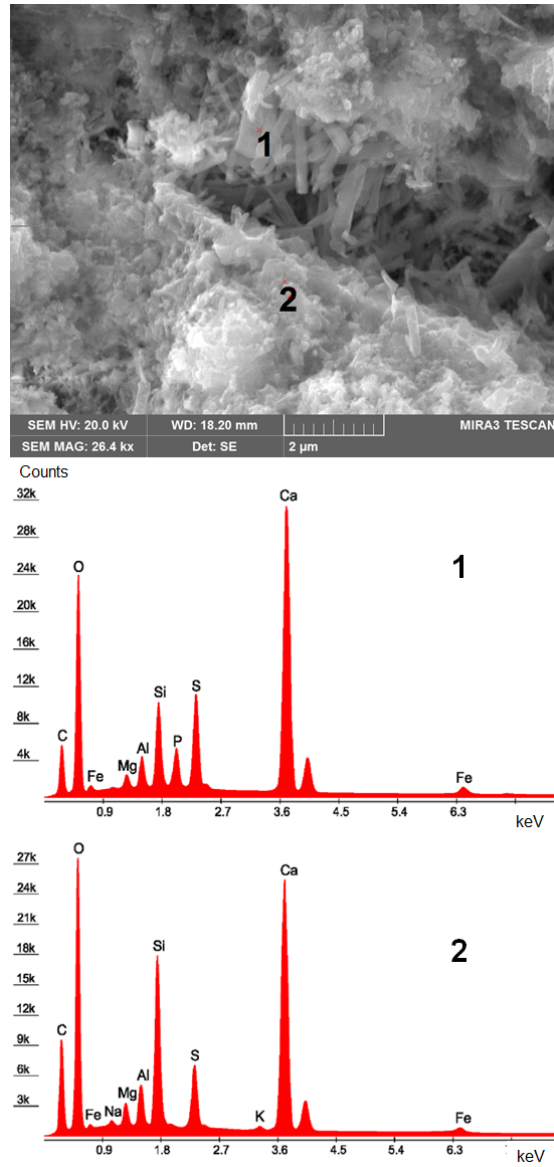 1
2
SEM HV: 20.0 kV WD: 18.20 mm MIRA3 TESCAN
SEM MAG: 26.4 kx Det: SE 2 µm
Counts
32k
28k
24k
20k
16k
12k
8k
4k
C
O
Fe
Mg
Al
Si
P
S
Ca
Fe
1
0.9 1.8 2.7 3.6 4.5 5.4 6.3
keV
27k
24k
21k
18k
15k
12k
9k
6k
3k
C
O
Fe
Na
Mg
Al
Si
S
K
Ca
Fe
2
0.9 1.8 2.7 3.6 4.5 5.4 6.3
keV